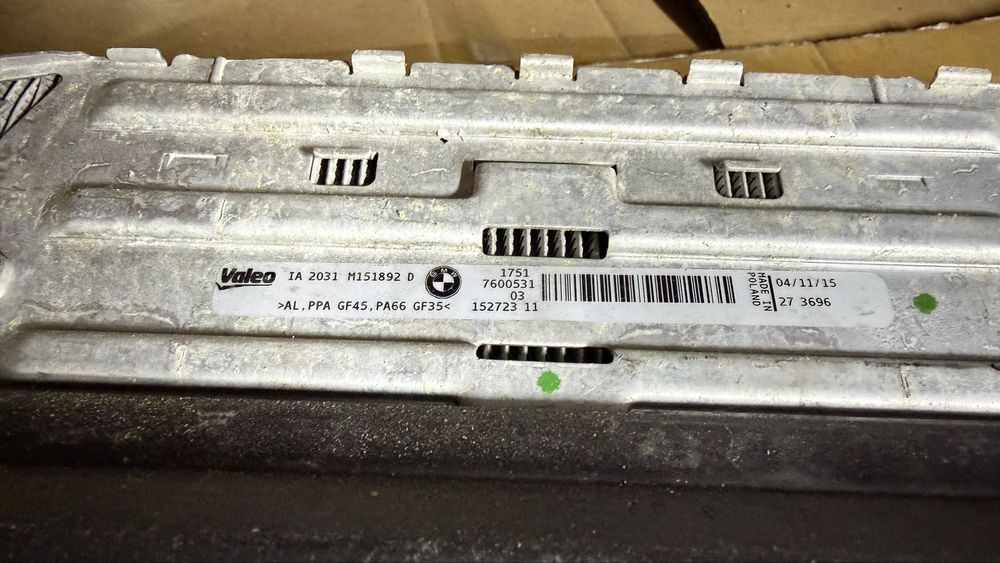 Valeo IA 2031 M151892 D
>AL,PPA GF45,PA66 GF35<
BMW
1751
7600531
03
152723 11
MADE IN
POLAND
04/11/15
27 3696